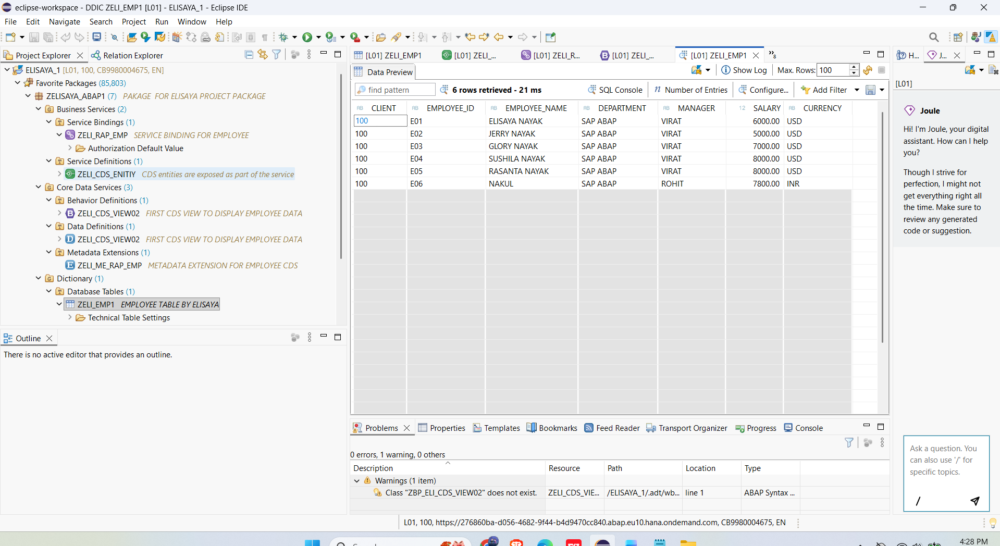 eclipse-workspace - DDIC ZELI_EMP1 [L01] - ELISAYA_1 - Eclipse IDE
File Edit Navigate Search Project Run Window Help
Project Explorer
Relation Explorer
ELISAYA_1 [L01, 100, CB9980004675, EN]
Favorite Packages (85,803)
ZELISAYA_ABAP1 (7) PAKAGE FOR ELISAYA PROJECT PACKAGE
Business Services (2)
Service Bindings (1)
ZELI_RAP_EMP SERVICE BINDING FOR EMPLOYEE
Authorization Default Value
Service Definitions (1)
ZELI_CDS_ENITIY CDS entities are exposed as part of the service
Core Data Services (3)
Behavior Definitions (1)
ZELI_CDS_VIEW02 FIRST CDS VIEW TO DISPLAY EMPLOYEE DATA
Data Definitions (1)
ZELI_CDS_VIEW02 FIRST CDS VIEW TO DISPLAY EMPLOYEE DATA
Metadata Extensions (1)
ZELI_ME_RAP_EMP METADATA EXTENSION FOR EMPLOYEE CDS
Dictionary (1)
Database Tables (1)
ZELI_EMP1 EMPLOYEE TABLE BY ELISAYA
Technical Table Settings
Outline
There is no active editor that provides an outline.
[L01] ZELI_EMP1 [L01] ZELI_... [L01] ZELI_R... [L01] ZELI_... [L01] ZELI_EMP1 »8
Data Preview
Show Log Max. Rows: 100
find pattern 6 rows retrieved - 21 ms SQL Console Number of Entries Configure... Add Filter
CLIENT EMPLOYEE_ID EMPLOYEE_NAME DEPARTMENT MANAGER SALARY CURRENCY
100 E01 ELISAYA NAYAK SAP ABAP VIRAT 6000.00 USD
100 E02 JERRY NAYAK SAP ABAP VIRAT 5000.00 USD
100 E03 GLORY NAYAK SAP ABAP VIRAT 7000.00 USD
100 E04 SUSHILA NAYAK SAP ABAP VIRAT 8000.00 USD
100 E05 RASANTA NAYAK SAP ABAP VIRAT 8000.00 USD
100 E06 NAKUL SAP ABAP ROHIT 7800.00 INR
Problems Properties Templates Bookmarks Feed Reader Transport Organizer Progress Console
0 errors, 1 warning, 0 others
Description Resource Path Location Type
Warnings (1 item)
Class "ZBP_ELI_CDS_VIEW02" does not exist. ZELI_CDS_VIE... /ELISAYA_1/.adt/wb... line 1 ABAP Syntax ...
H... J...
[L01]
Joule
Hi! I'm Joule, your digital
assistant. How can I help
you?
Though I strive for
perfection, I might not
get everything right all
the time. Make sure to
review any generated
code or suggestion.
Ask a question. You
can also use '/' for
specific topics.
/
L01, 100, https://276860ba-d056-4682-9f44-b4d9470cc840.abap.eu10.hana.ondemand.com, CB9980004675, EN
4:28 PM